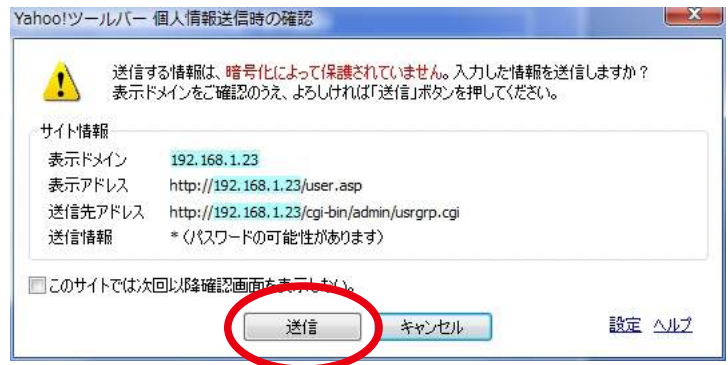 Yahoo!ツールバー 個人情報送信時の確認
送信する情報は、暗号化によって保護されていません。入力した情報を送信しますか？
表示ドメインをご確認のうえ、よろしければ「送信」ボタンを押してください。
サイト情報
表示ドメイン 192.168.1.23
表示アドレス http://192.168.1.23/user.asp
送信先アドレス http://192.168.1.23/cgi-bin/admin/usrgrp.cgi
送信情報 *（パスワードの可能性があります）
このサイトでは次回以降確認画面を表示しない。
送信 キャンセル 設定 ヘルプ